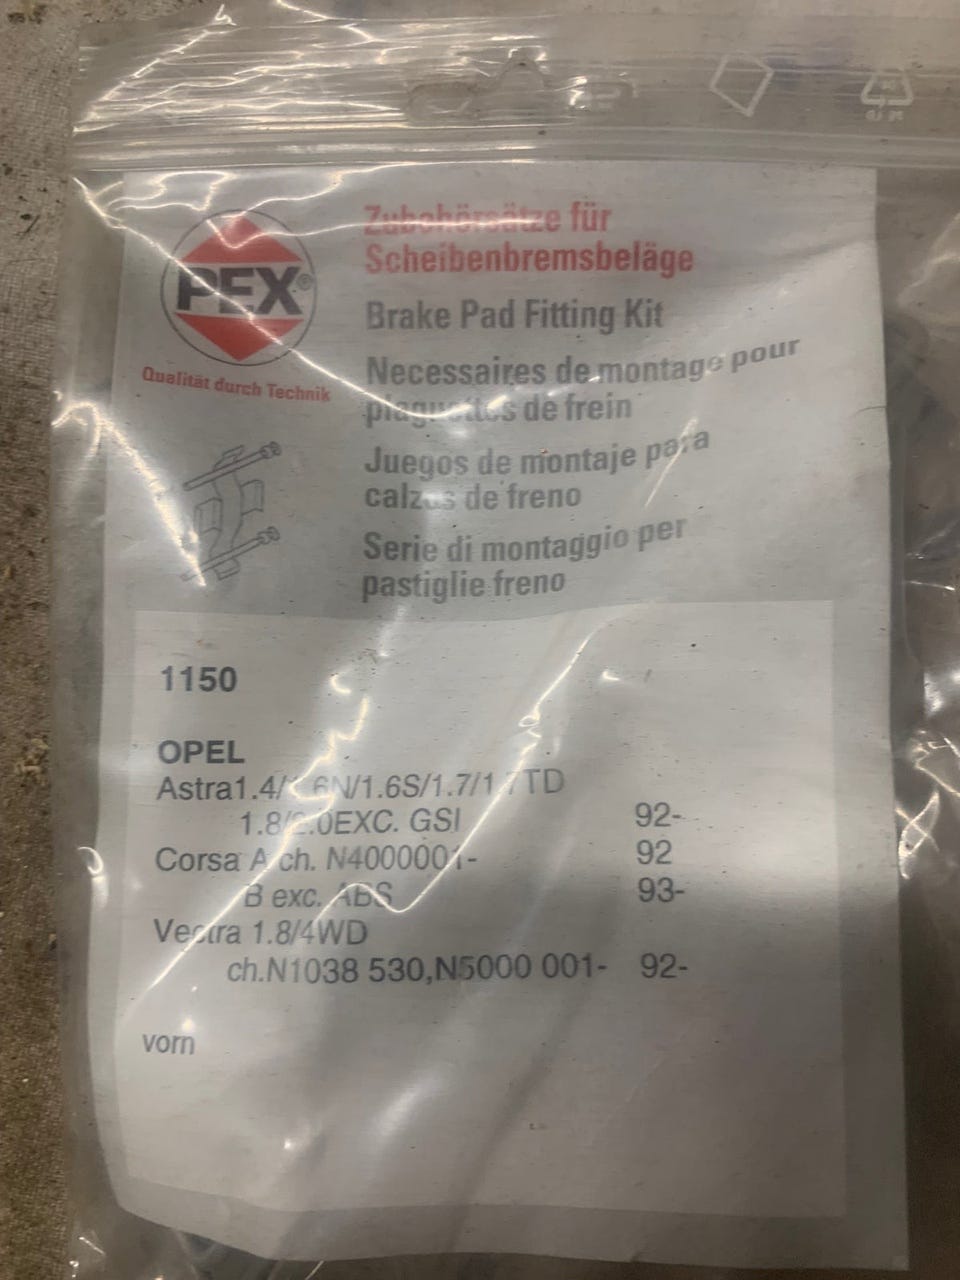 PEX®
Qualität durch Technik
Zubehörsätze für
Scheibenbremsbeläge
Brake Pad Fitting Kit
Necessaires de montage pour
plaquettes de frein
Juegos de montaje para
calzas de freno
Serie di montaggio per
pastiglie freno
1150
OPEL
Astra1.4/1.6N/1.6S/1.7/1.7TD
1.8/2.0EXC. GSI 92-
Corsa A ch. N4000001- 92
B exc. ABS 93-
Vectra 1.8/4WD
ch.N1038 530,N5000 001- 92-
vorn